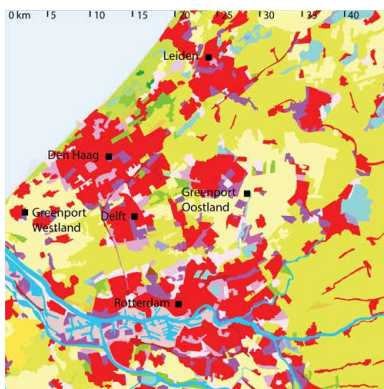 0 km 5 10 15 20 25 30 35 40
Leiden
Den Haag
Greenport
Oostland
Greenport
Westland
Delft
Rotterdam